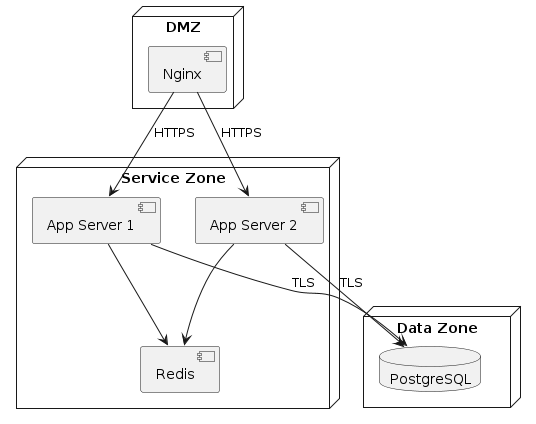 DMZ
Nginx
HTTPS
HTTPS
Service Zone
App Server 1
App Server 2
TLS
TLS
Data Zone
Redis
PostgreSQL